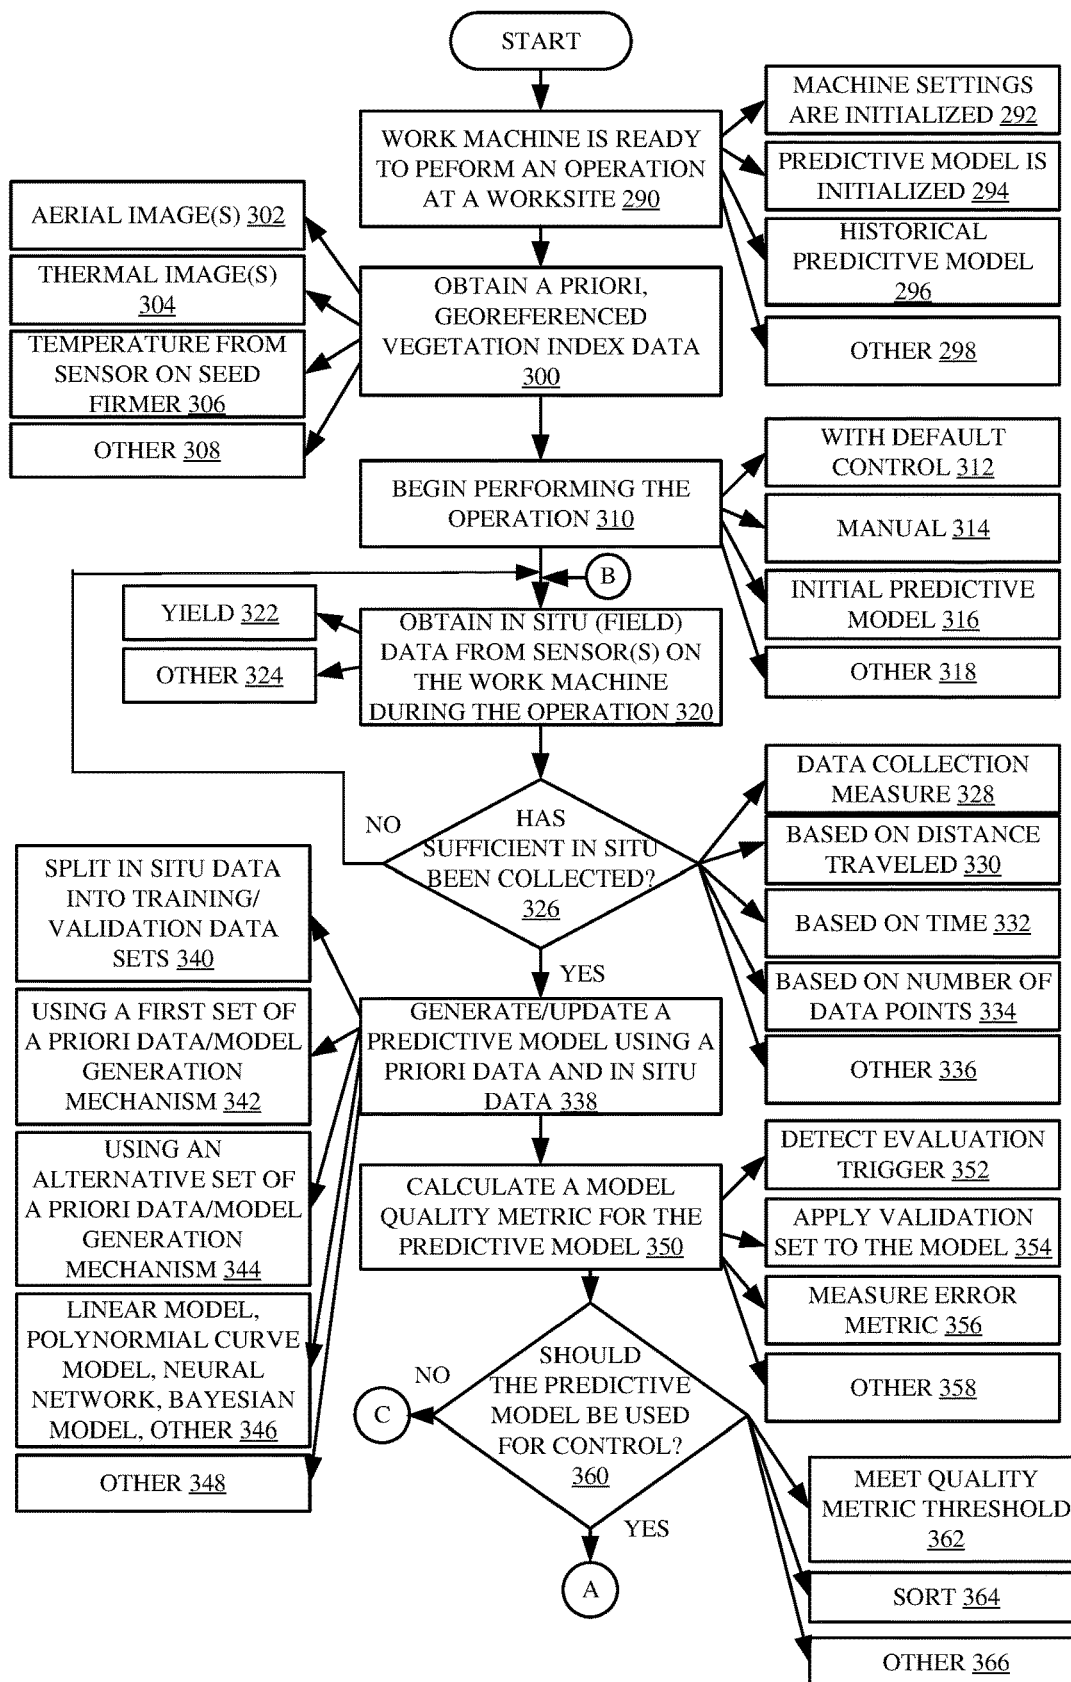 START
WORK MACHINE IS READY
TO PEFORM AN OPERATION
AT A WORKSITE 290
MACHINE SETTINGS
ARE INITIALIZED 292
PREDICTIVE MODEL IS
INITIALIZED 294
HISTORICAL
PREDICITVE MODEL
296
OTHER 298
OBTAIN A PRIORI,
GEOREFERENCED
VEGETATION INDEX DATA
300
AERIAL IMAGE(S) 302
THERMAL IMAGE(S)
304
TEMPERATURE FROM
SENSOR ON SEED
FIRMER 306
OTHER 308
BEGIN PERFORMING THE
OPERATION 310
WITH DEFAULT
CONTROL 312
MANUAL 314
INITIAL PREDICTIVE
MODEL 316
OTHER 318
B
OBTAIN IN SITU (FIELD)
DATA FROM SENSOR(S) ON
THE WORK MACHINE
DURING THE OPERATION 320
YIELD 322
OTHER 324
HAS
SUFFICIENT IN SITU
BEEN COLLECTED?
326
NO
YES
DATA COLLECTION
MEASURE 328
BASED ON DISTANCE
TRAVELED 330
BASED ON TIME 332
BASED ON NUMBER OF
DATA POINTS 334
OTHER 336
GENERATE/UPDATE A
PREDICTIVE MODEL USING A
PRIORI DATA AND IN SITU
DATA 338
SPLIT IN SITU DATA
INTO TRAINING/
VALIDATION DATA
SETS 340
USING A FIRST SET OF
A PRIORI DATA/MODEL
GENERATION
MECHANISM 342
USING AN
ALTERNATIVE SET OF
A PRIORI DATA/MODEL
GENERATION
MECHANISM 344
LINEAR MODEL,
POLYNORMIAL CURVE
MODEL, NEURAL
NETWORK, BAYESIAN
MODEL, OTHER 346
OTHER 348
CALCULATE A MODEL
QUALITY METRIC FOR THE
PREDICTIVE MODEL 350
DETECT EVALUATION
TRIGGER 352
APPLY VALIDATION
SET TO THE MODEL 354
MEASURE ERROR
METRIC 356
OTHER 358
SHOULD
THE PREDICTIVE
MODEL BE USED
FOR CONTROL?
360
NO
C
YES
A
MEET QUALITY
METRIC THRESHOLD
362
SORT 364
OTHER 366